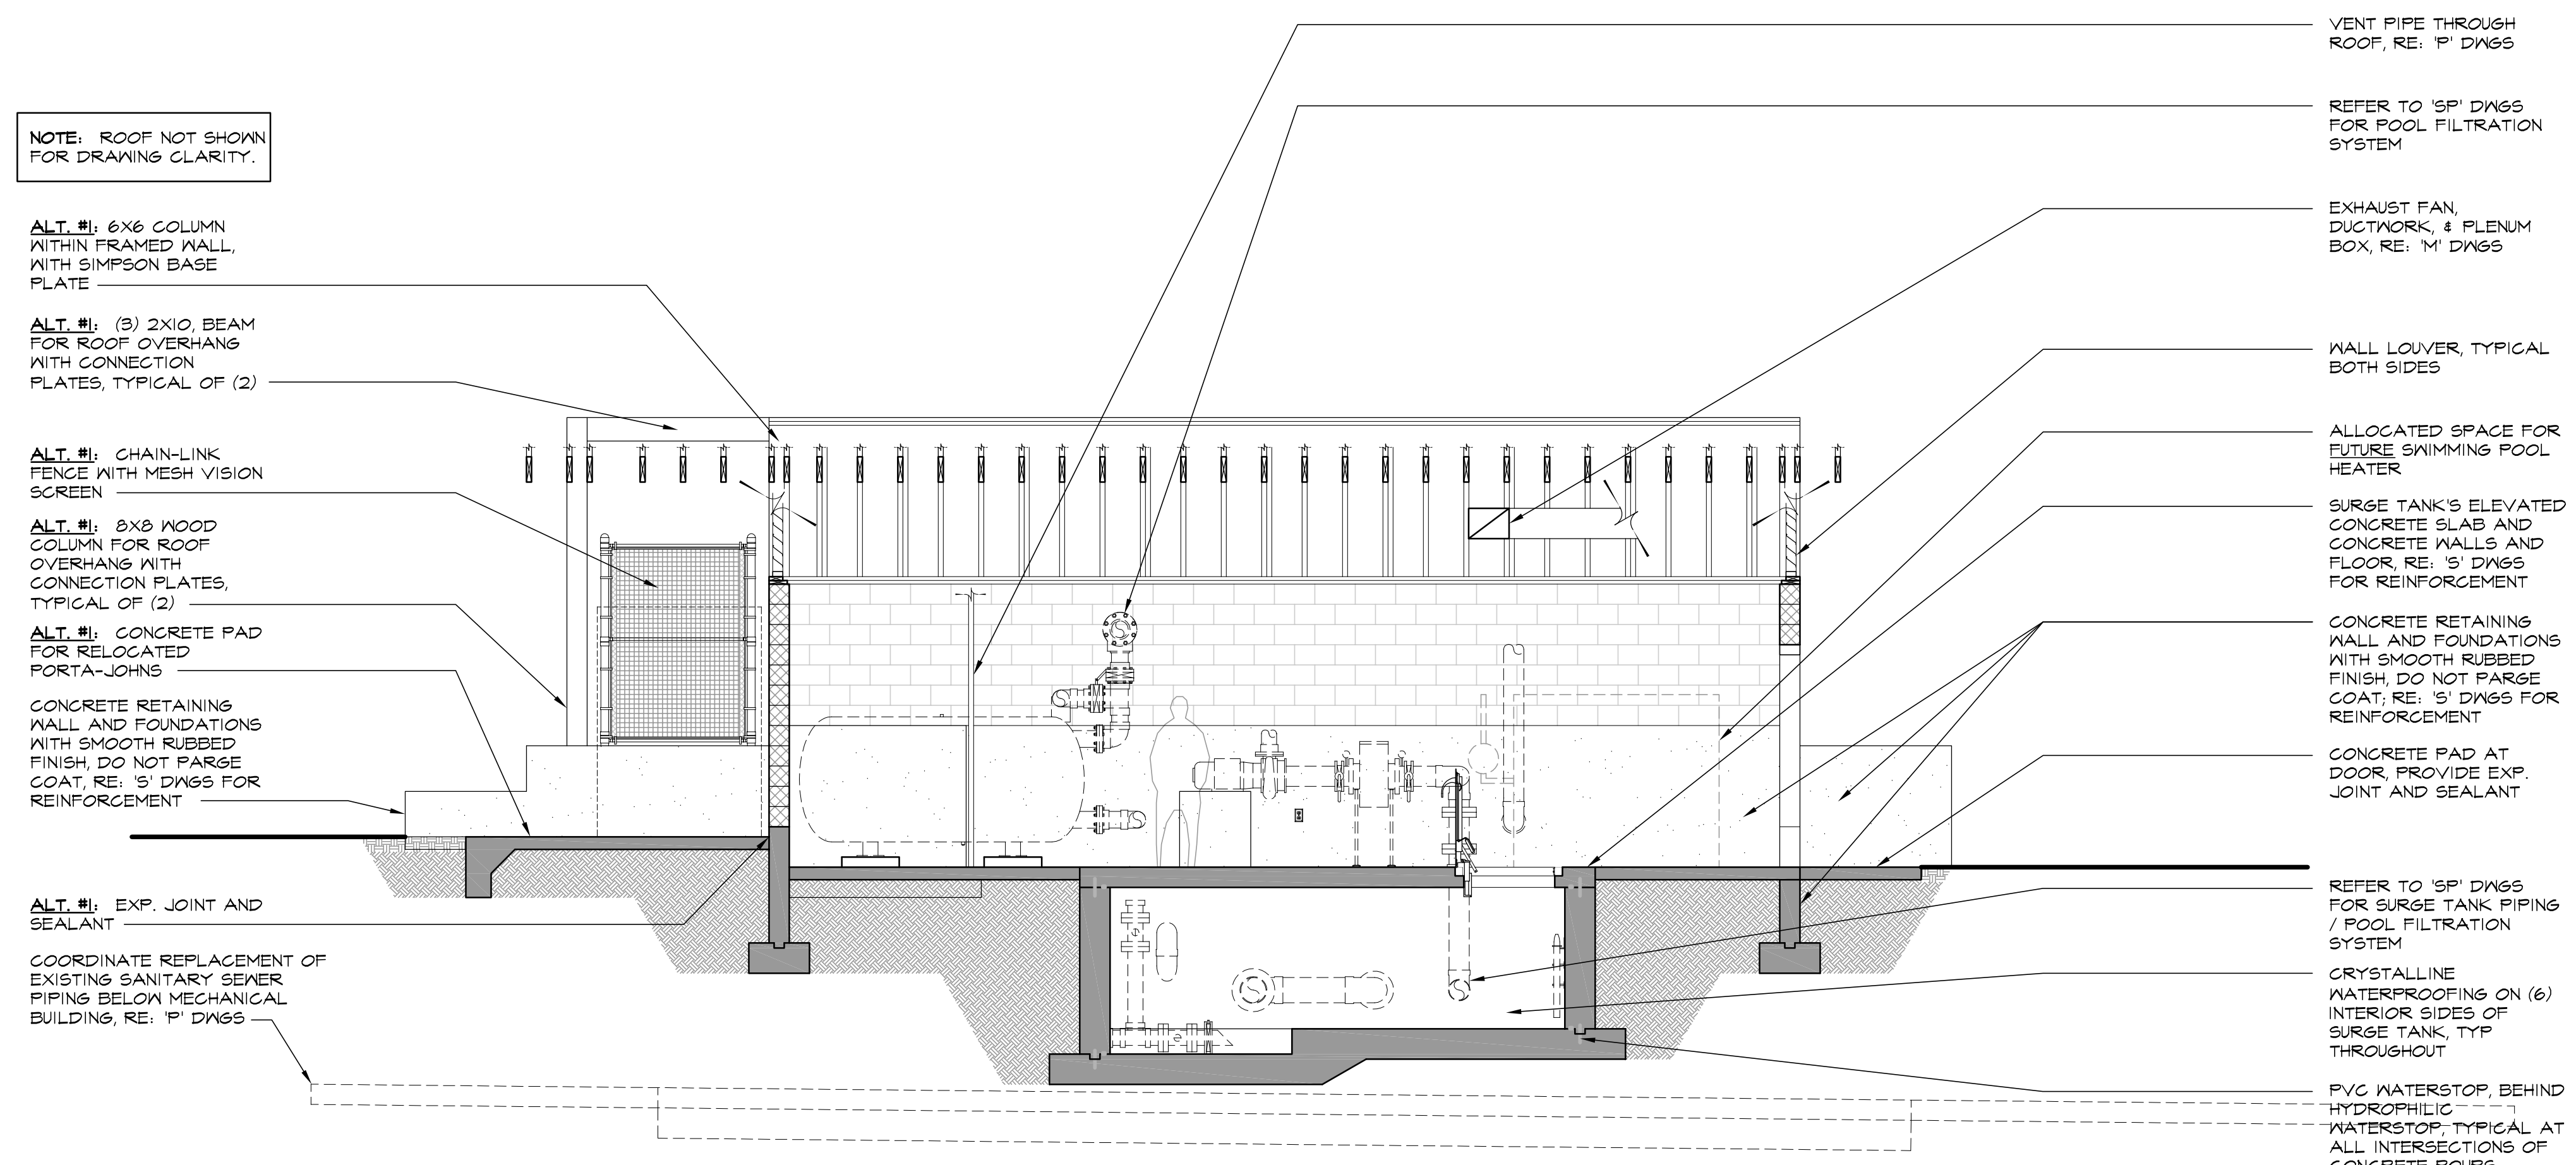 NOTE: ROOF NOT SHOWN
FOR DRAWING CLARITY.
ALT. #1: 6X6 COLUMN
WITHIN FRAMED WALL,
WITH SIMPSON BASE
PLATE
ALT. #1: (3) 2X10, BEAM
FOR ROOF OVERHANG
WITH CONNECTION
PLATES, TYPICAL OF (2)
ALT. #1: CHAIN-LINK
FENCE WITH MESH VISION
SCREEN
ALT. #1: 8X8 WOOD
COLUMN FOR ROOF
OVERHANG WITH
CONNECTION PLATES,
TYPICAL OF (2)
ALT. #1: CONCRETE PAD
FOR RELOCATED
PORTA-JOHNS
CONCRETE RETAINING
WALL AND FOUNDATIONS
WITH SMOOTH RUBBED
FINISH, DO NOT PARGE
COAT, RE: 'S' DWGS FOR
REINFORCEMENT
ALT. #1: EXP. JOINT AND
SEALANT
COORDINATE REPLACEMENT OF
EXISTING SANITARY SEWER
PIPING BELOW MECHANICAL
BUILDING, RE: 'P' DWGS
VENT PIPE THROUGH
ROOF, RE: 'P' DWGS
REFER TO 'SP' DWGS
FOR POOL FILTRATION
SYSTEM
EXHAUST FAN,
DUCTWORK, & PLENUM
BOX, RE: 'M' DWGS
WALL LOUVER, TYPICAL
BOTH SIDES
ALLOCATED SPACE FOR
FUTURE SWIMMING POOL
HEATER
SURGE TANK'S ELEVATED
CONCRETE SLAB AND
CONCRETE WALLS AND
FLOOR, RE: 'S' DWGS
FOR REINFORCEMENT
CONCRETE RETAINING
WALL AND FOUNDATIONS
WITH SMOOTH RUBBED
FINISH, DO NOT PARGE
COAT; RE: 'S' DWGS FOR
REINFORCEMENT
CONCRETE PAD AT
DOOR, PROVIDE EXP.
JOINT AND SEALANT
REFER TO 'SP' DWGS
FOR SURGE TANK PIPING
/ POOL FILTRATION
SYSTEM
CRYSTALLINE
WATERPROOFING ON (6)
INTERIOR SIDES OF
SURGE TANK, TYP
THROUGHOUT
PVC WATERSTOP, BEHIND
HYDROPHILIC
WATERSTOP, TYPICAL AT
ALL INTERSECTIONS OF
CONCRETE POURS